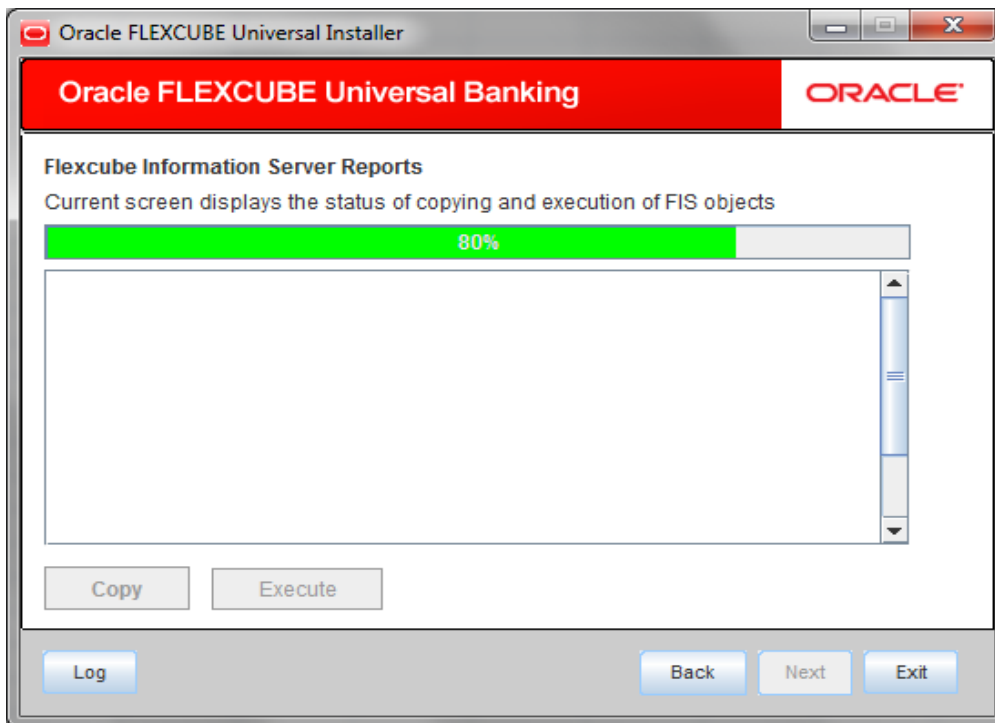 Oracle FLEXCUBE Universal Installer
Oracle FLEXCUBE Universal Banking
ORACLE
Flexcube Information Server Reports
Current screen displays the status of copying and execution of FIS objects
80%
Copy Execute
Log Back Next Exit